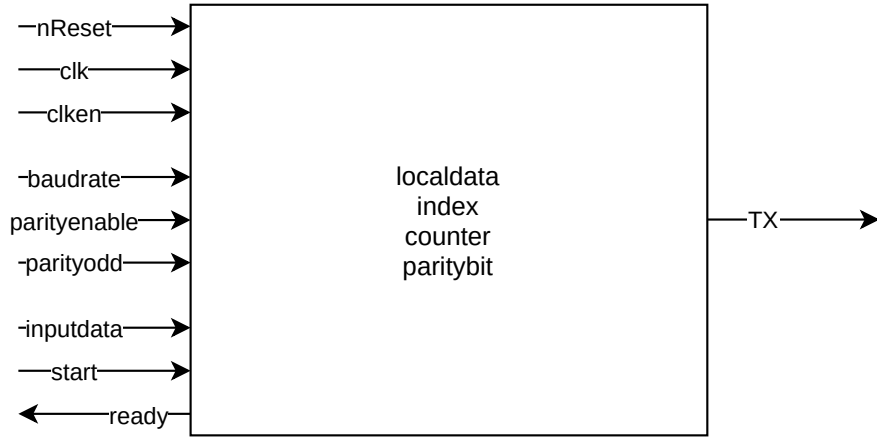 nReset
clk
clken
baudrate
parityenable
parityodd
inputdata
start
ready
localdata
index
counter
paritybit
TX